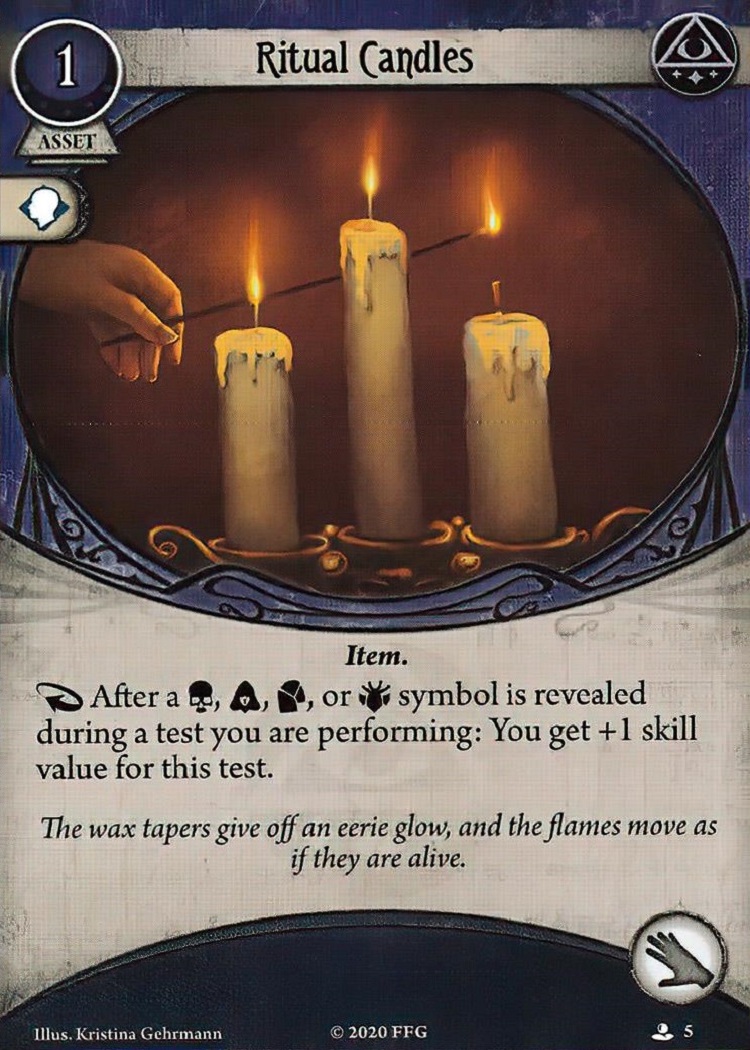 1
Ritual Candles
ASSET
Item.
After a , , , or symbol is revealed
during a test you are performing: You get +1 skill
value for this test.
The wax tapers give off an eerie glow, and the flames move as
if they are alive.
Illus. Kristina Gehrmann
© 2020 FFG
5